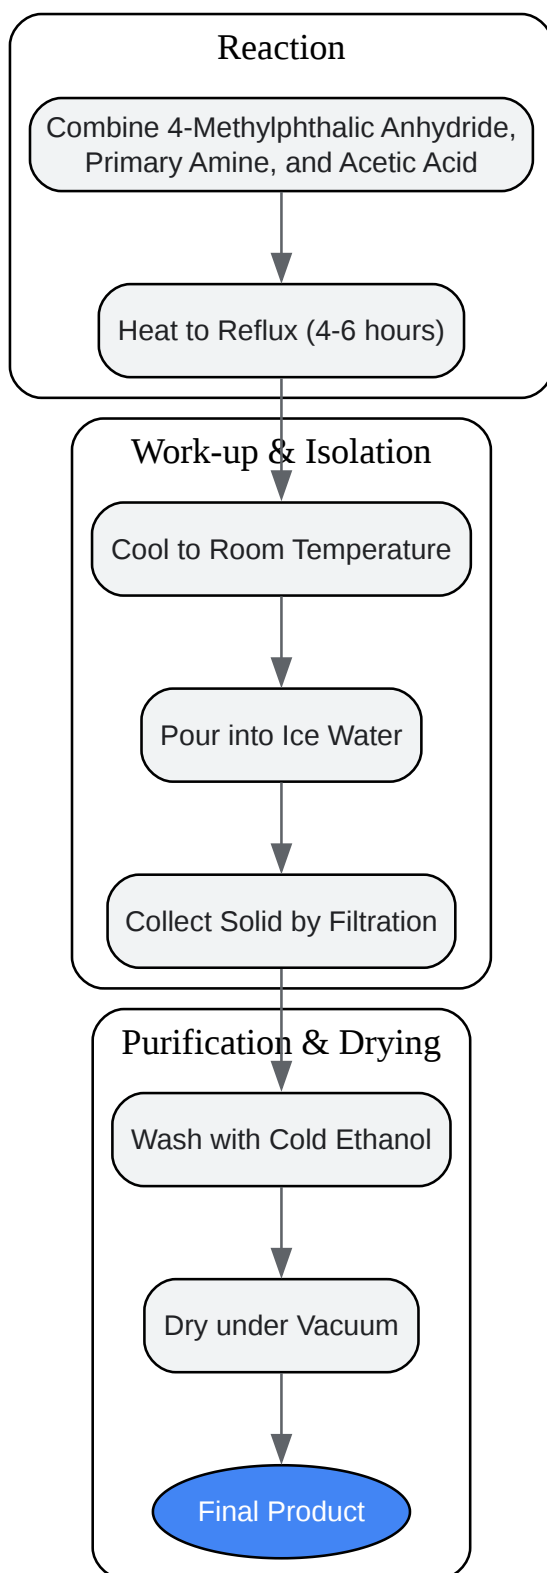 Reaction
Combine 4-Methylphthalic Anhydride,
Primary Amine, and Acetic Acid
Heat to Reflux (4-6 hours)
Work-up & Isolation
Cool to Room Temperature
Pour into Ice Water
Collect Solid by Filtration
Purification & Drying
Wash with Cold Ethanol
Dry under Vacuum
Final Product